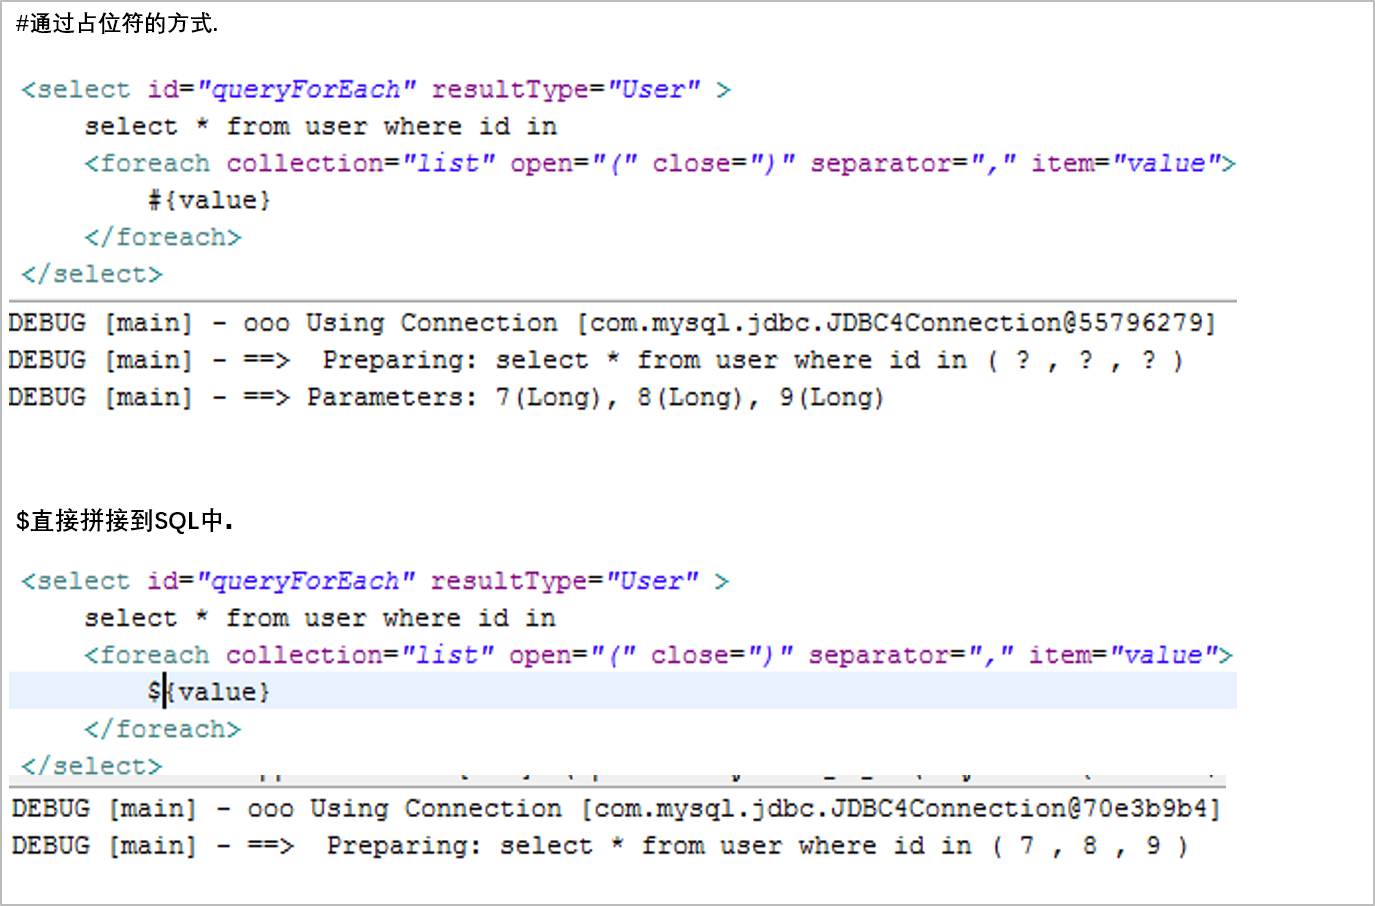 #通过占位符的方式.
<select id="queryForEach" resultType="User" >
select * from user where id in
<foreach collection="list" open="(" close=")" separator="," item="value">
#{value}
</foreach>
</select>
DEBUG [main] - ooo Using Connection [com.mysql.jdbc.JDBC4Connection@55796279]
DEBUG [main] - ==>  Preparing: select * from user where id in ( ? , ? , ? )
DEBUG [main] - ==> Parameters: 7(Long), 8(Long), 9(Long)
$直接拼接到SQL中.
<select id="queryForEach" resultType="User" >
select * from user where id in
<foreach collection="list" open="(" close=")" separator="," item="value">
${value}
</foreach>
</select>
DEBUG [main] - ooo Using Connection [com.mysql.jdbc.JDBC4Connection@70e3b9b4]
DEBUG [main] - ==>  Preparing: select * from user where id in ( 7 , 8 , 9 )